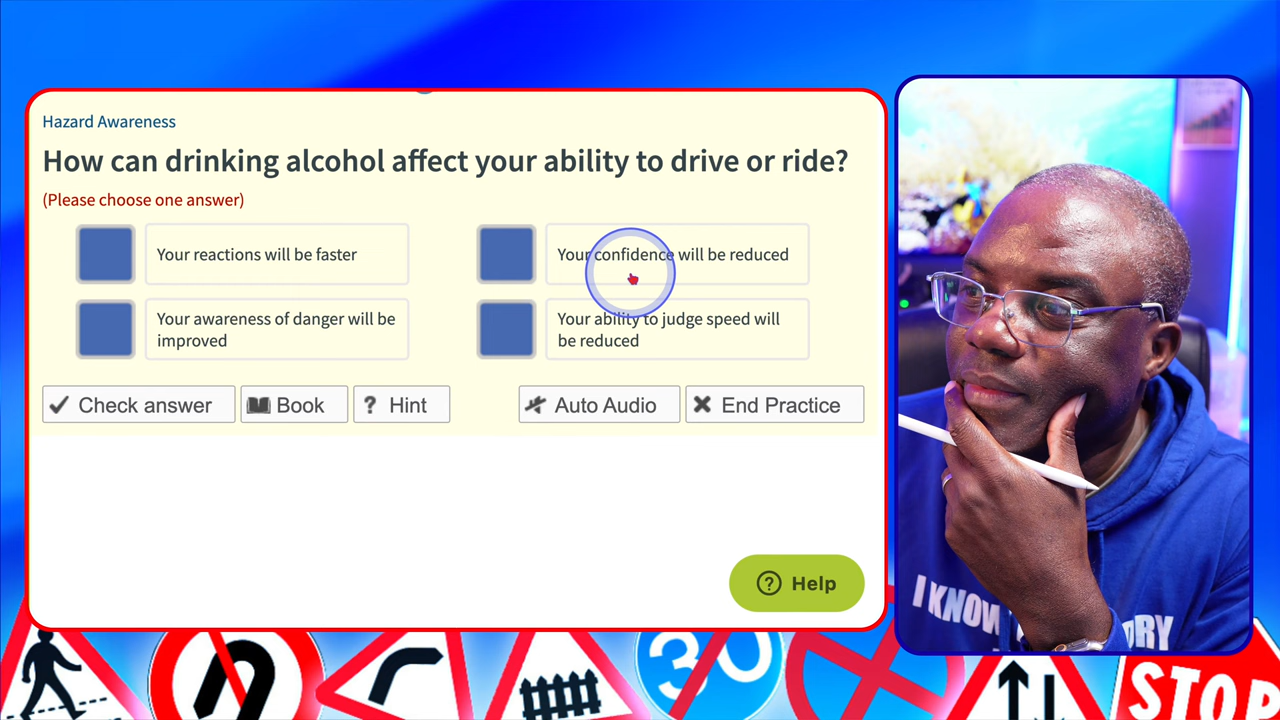 Hazard Awareness
How can drinking alcohol affect your ability to drive or ride?
(Please choose one answer)
Your reactions will be faster
Your confidence will be reduced
Your awareness of danger will be
improved
Your ability to judge speed will
be reduced
Check answer
Book
? Hint
Auto Audio
End Practice
? Help
I KNOW
ORY
30
STOP